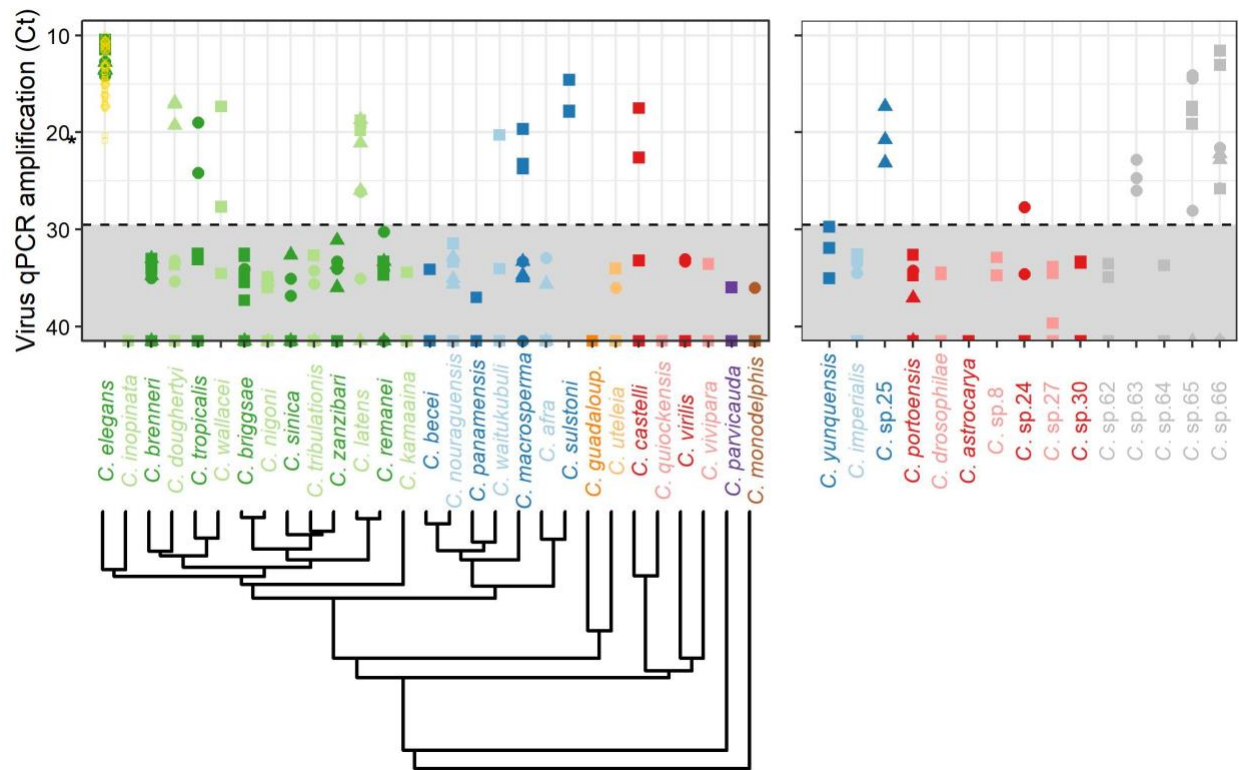 Virus qPCR amplification (Ct)
10
20
*
30
40
C. elegans
C. inopinata
C. brenneri
C. doughertyi
C. tropicalis
C. wallacei
C. briggsae
C. nigoni
C. sinica
C. tribulationis
C. zanzibari
C. latens
C. remanei
C. kamaaina
C. becei
C. nouraguensis
C. panamensis
C. waitukubuli
C. macrosperma
C. afra
C. sulstoni
C. guadaloup.
C. uteleia
C. castelli
C. quiockensis
C. virilis
C. vivipara
C. parvicauda
C. monodelphis
C. yunquensis
C. imperialis
C. sp.25
C. portoensis
C. drosophilae
C. astrocarya
C. sp.8
C. sp.24
C. sp.27
C. sp.30
C. sp.62
C. sp.63
C. sp.64
C. sp.65
C. sp.66